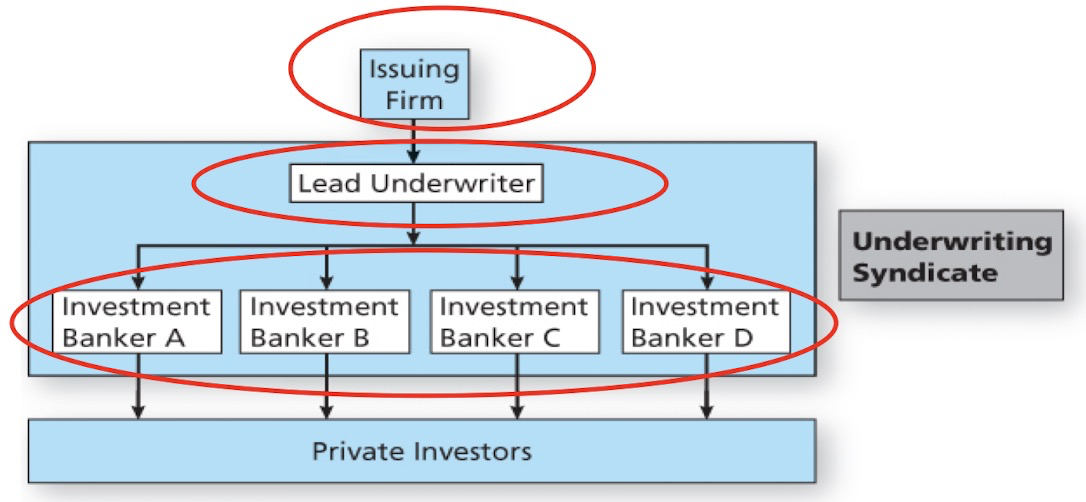 Issuing
Firm
Lead Underwriter
Underwriting
Syndicate
Investment
Banker A
Investment
Banker B
Investment
Banker C
Investment
Banker D
Private Investors